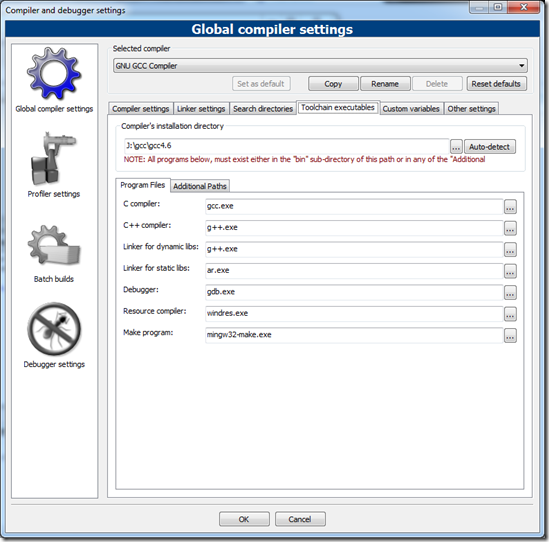 Compiler and debugger settings
Global compiler settings
Global compiler settings
Profiler settings
Batch builds
Debugger settings
Selected compiler
GNU GCC Compiler
Set as default Copy Rename Delete Reset defaults
Compiler settings Linker settings Search directories Toolchain executables Custom variables Other settings
Compiler's installation directory
J:\gcc\gcc4.6 ... Auto-detect
NOTE: All programs below, must exist either in the "bin" sub-directory of this path or in any of the "Additional
Program Files Additional Paths
C compiler: gcc.exe ...
C++ compiler: g++.exe ...
Linker for dynamic libs: g++.exe ...
Linker for static libs: ar.exe ...
Debugger: gdb.exe ...
Resource compiler: windres.exe ...
Make program: mingw32-make.exe ...
OK Cancel